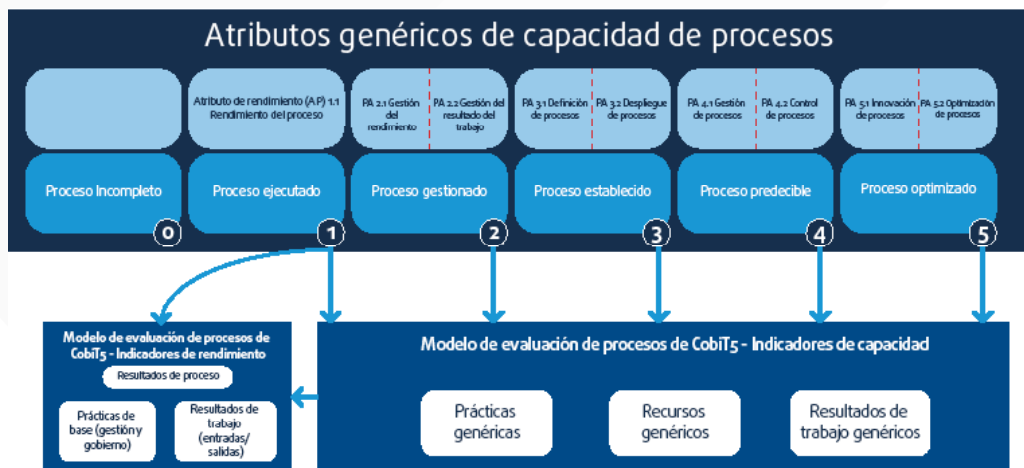 Atributos genéricos de capacidad de procesos
Atributo de rendimiento (AP) 1.1
Rendimiento del proceso
PA 2.1 Gestión
del
rendimiento
PA 2.2 Gestión del
resultado del
trabajo
PA 3.1 Definición
de procesos
PA 3.2 Despliegue
de procesos
PA 4.1 Gestión
de procesos
PA 4.2 Control
de procesos
PA 5.1 Innovación
de procesos
PA 5.2 Optimización
de procesos
Proceso Incompleto
Proceso ejecutado
Proceso gestionado
Proceso establecido
Proceso predecible
Proceso optimizado
0
1
2
3
4
5
Modelo de evaluación de procesos de
CobiT5 - Indicadores de rendimiento
Resultados de proceso
Prácticas de
base (gestión y
gobierno)
Resultados de
trabajo
(entradas/
salidas)
Modelo de evaluación de procesos de CobiT5 - Indicadores de capacidad
Prácticas
genéricas
Recursos
genéricos
Resultados de
trabajo genéricos